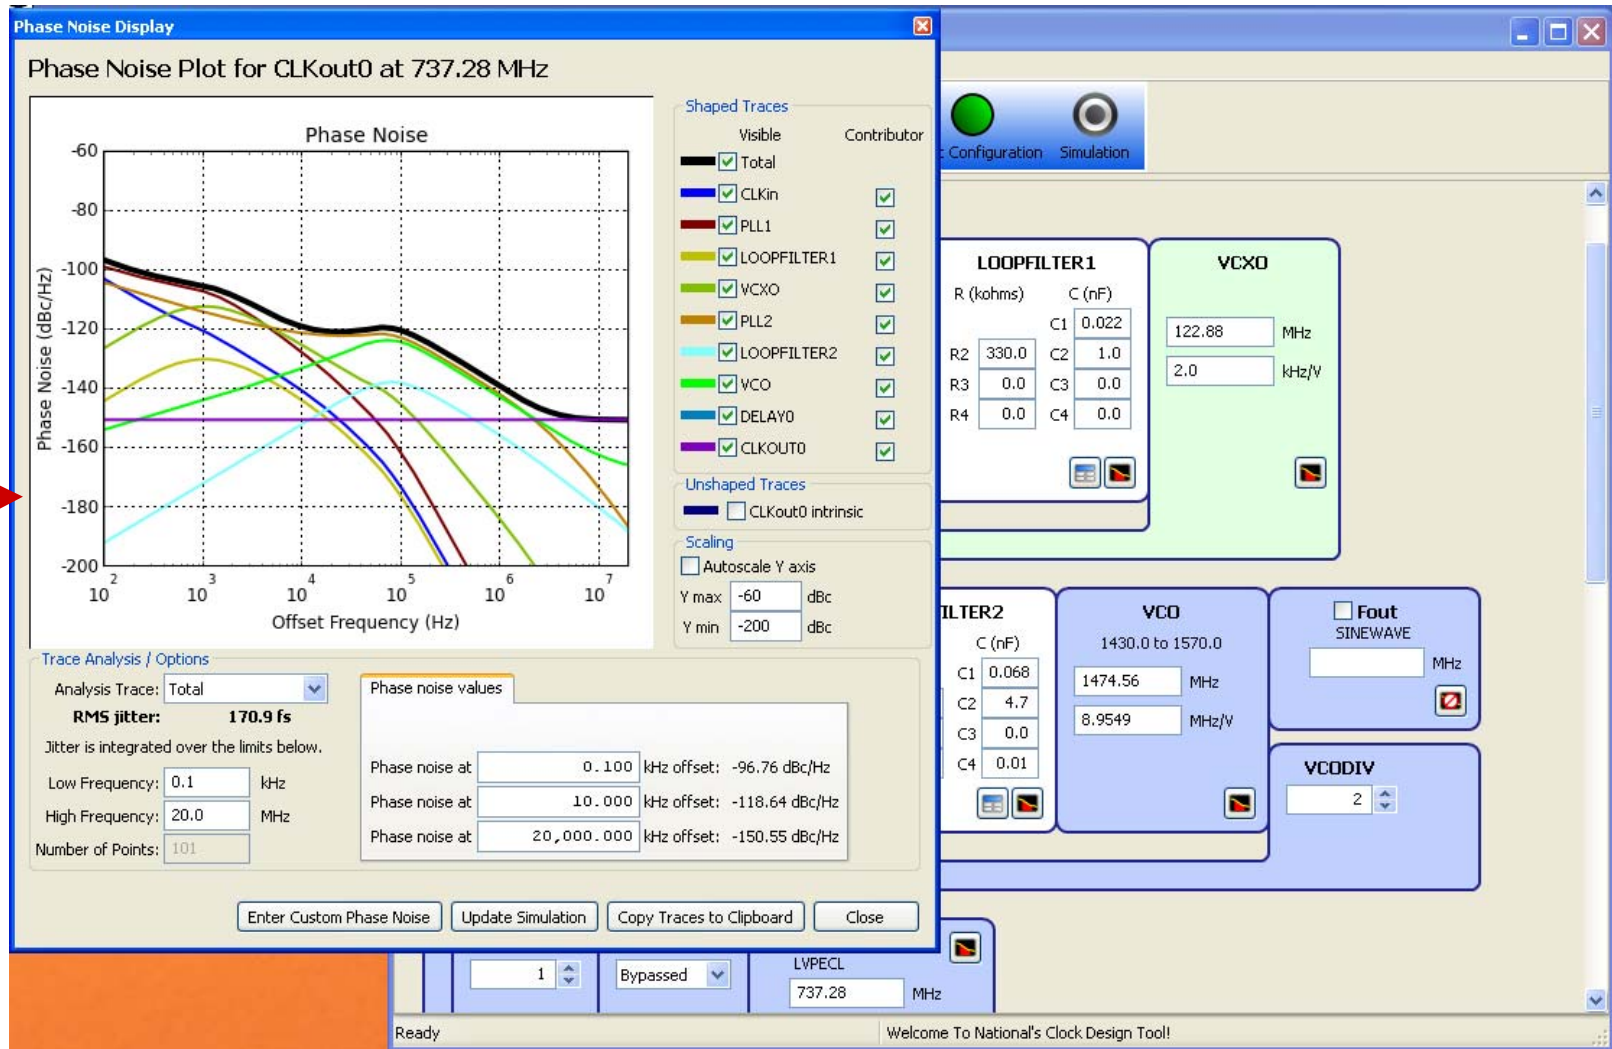 Phase Noise Display
Phase Noise Plot for CLKout0 at 737.28 MHz
Phase Noise
-60
-80
-100
-120
-140
-160
-180
-200
Phase Noise (dBc/Hz)
10^2 10^3 10^4 10^5 10^6 10^7
Offset Frequency (Hz)
Shaped Traces
Visible Contributor
Total
CLKin
PLL1
LOOPFILTER1
VCXO
PLL2
LOOPFILTER2
VCO
DELAY0
CLKOUT0
Unshaped Traces
CLKout0 intrinsic
Scaling
Autoscale Y axis
Y max -60 dBc
Y min -200 dBc
Trace Analysis / Options
Analysis Trace: Total
RMS jitter: 170.9 fs
Jitter is integrated over the limits below.
Low Frequency: 0.1 kHz
High Frequency: 20.0 MHz
Number of Points: 101
Phase noise values
Phase noise at 0.100 kHz offset: -96.76 dBc/Hz
Phase noise at 10.000 kHz offset: -118.64 dBc/Hz
Phase noise at 20,000.000 kHz offset: -150.55 dBc/Hz
Enter Custom Phase Noise Update Simulation Copy Traces to Clipboard Close
Configuration Simulation
LOOPFILTER1
R (kohms) C (nF)
C1 0.022
R2 330.0 C2 1.0
R3 0.0 C3 0.0
R4 0.0 C4 0.0
VCXO
122.88 MHz
2.0 kHz/V
ILTER2
C (nF)
C1 0.068
C2 4.7
C3 0.0
C4 0.01
VCO
1430.0 to 1570.0
1474.56 MHz
8.9549 MHz/V
Fout
SINEWAVE
MHz
VCODIV
2
1 Bypassed
LVPECL
737.28 MHz
Ready Welcome To National's Clock Design Tool!